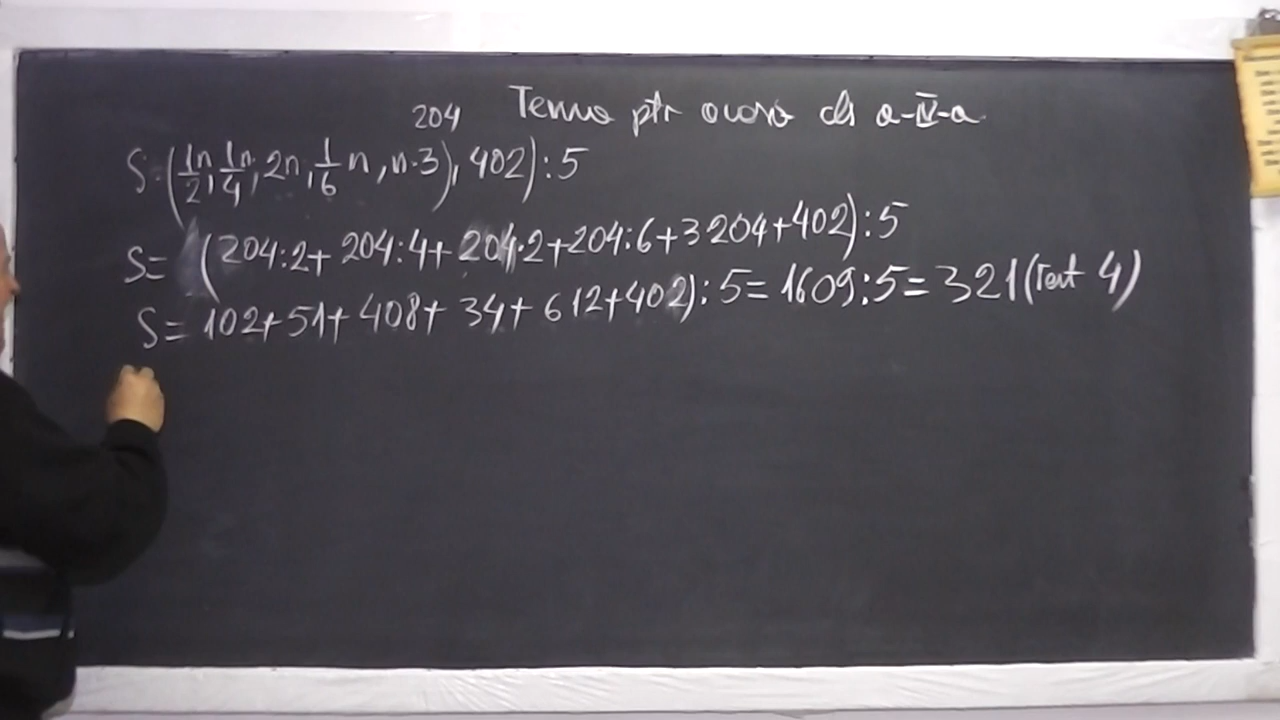 204 Tema ptr acasă cls a-IV-a
S=(1/2n, 1/4n, 2n, 1/6 n, n·3), 402):5
S= (204:2+ 204:4+ 204·2+204:6+3 204+402):5
S= 102+51+ 408+ 34+ 612+402):5= 1609:5= 321 (rest 4)